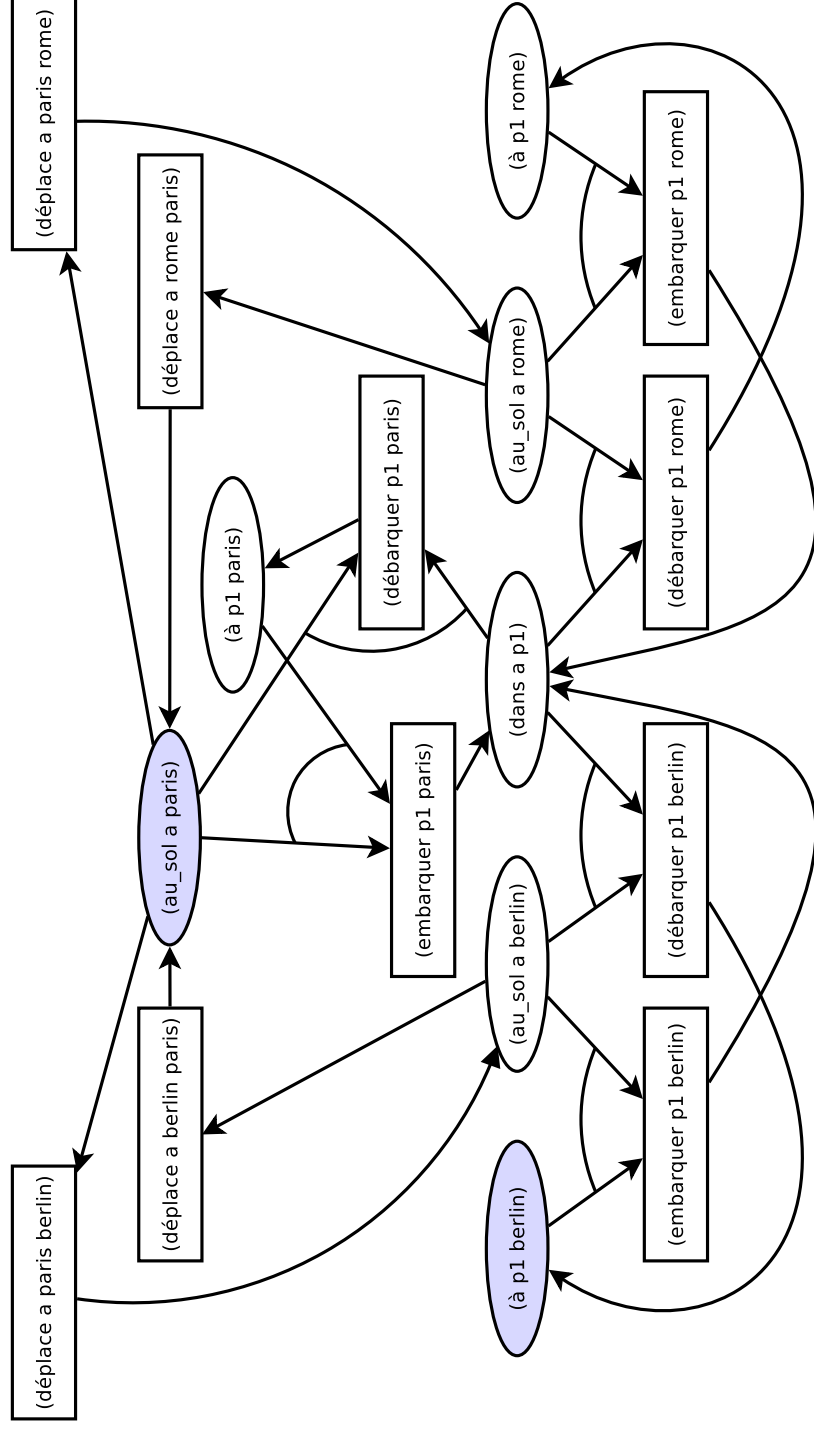 (déplace a paris berlin)
(déplace a paris rome)
(déplace a berlin paris)
(au_sol a paris)
(déplace a rome paris)
(à p1 paris)
(débarquer p1 paris)
(embarquer p1 paris)
(à p1 berlin)
(au_sol a berlin)
(dans a p1)
(au_sol a rome)
(à p1 rome)
(embarquer p1 berlin)
(débarquer p1 berlin)
(débarquer p1 rome)
(embarquer p1 rome)